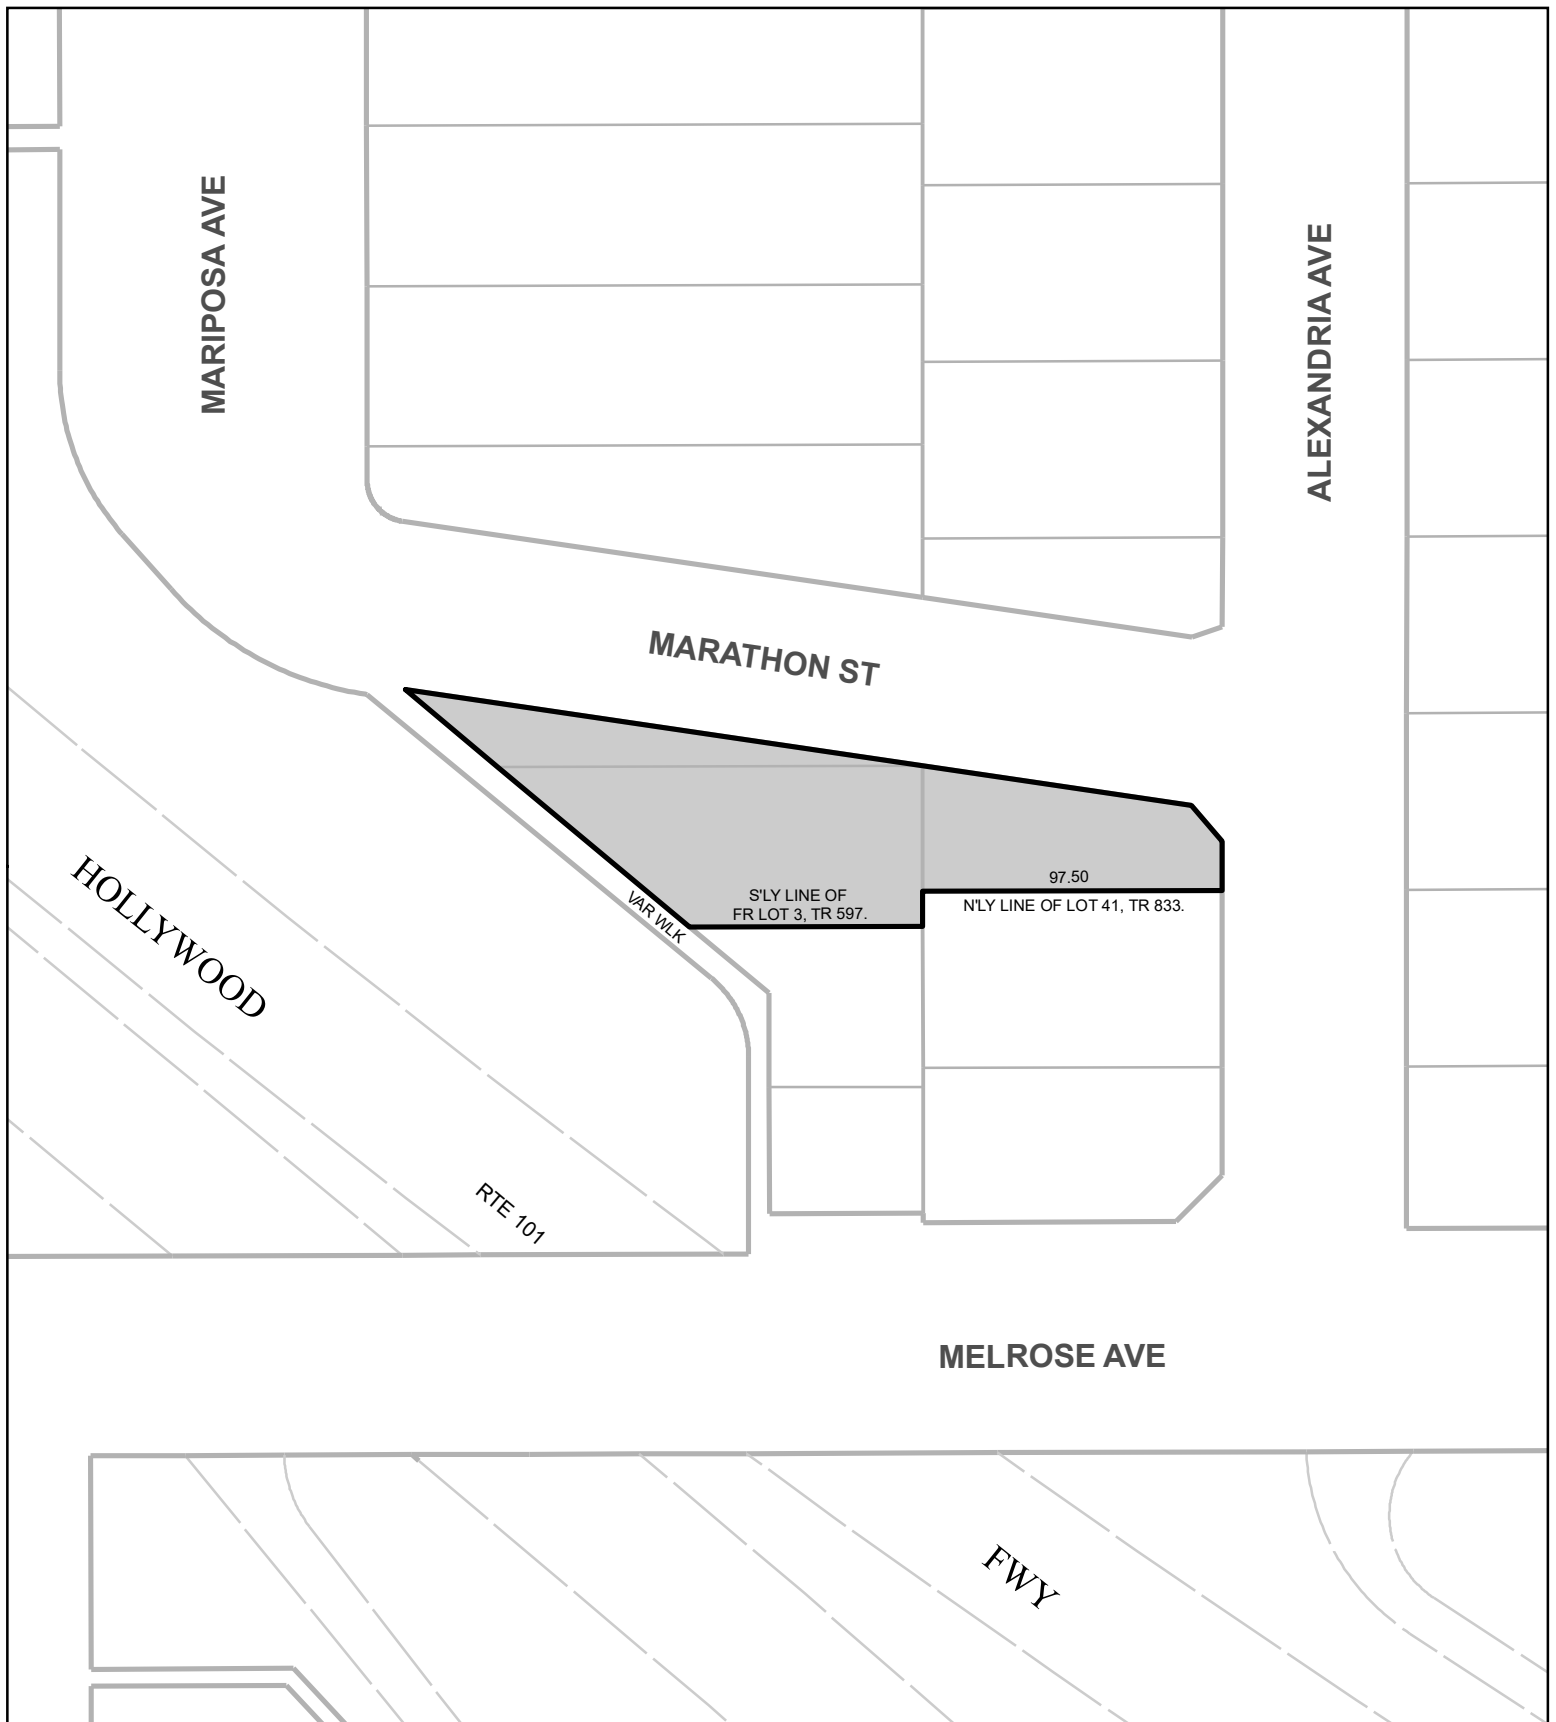 MARIPOSA AVE
ALEXANDRIA AVE
MARATHON ST
HOLLYWOOD
VAR WLK
S'LY LINE OF
FR LOT 3, TR 597.
97.50
N'LY LINE OF LOT 41, TR 833.
RTE 101
MELROSE AVE
FWY